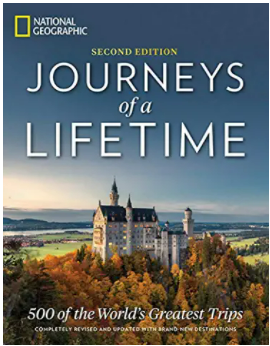 NATIONAL
GEOGRAPHIC
SECOND EDITION
JOURNEYS
of a
LIFETIME
500 of the World's Greatest Trips
COMPLETELY REVISED AND UPDATED WITH BRAND-NEW DESTINATIONS